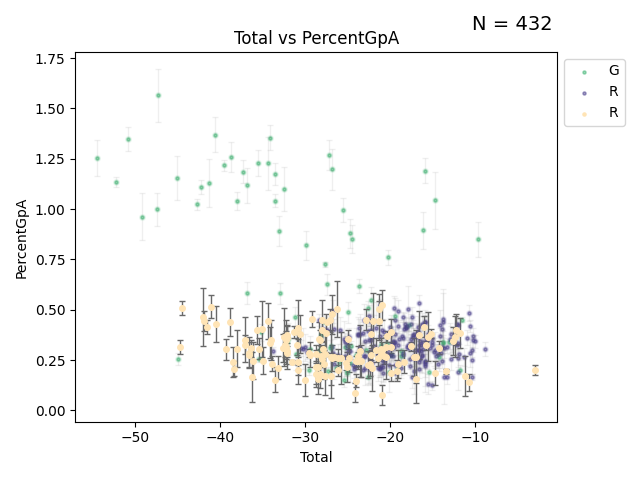 N = 432
Total vs PercentGpA
G
R
R
PercentGpA
1.75
1.50
1.25
1.00
0.75
0.50
0.25
0.00
−50
−40
−30
−20
−10
Total